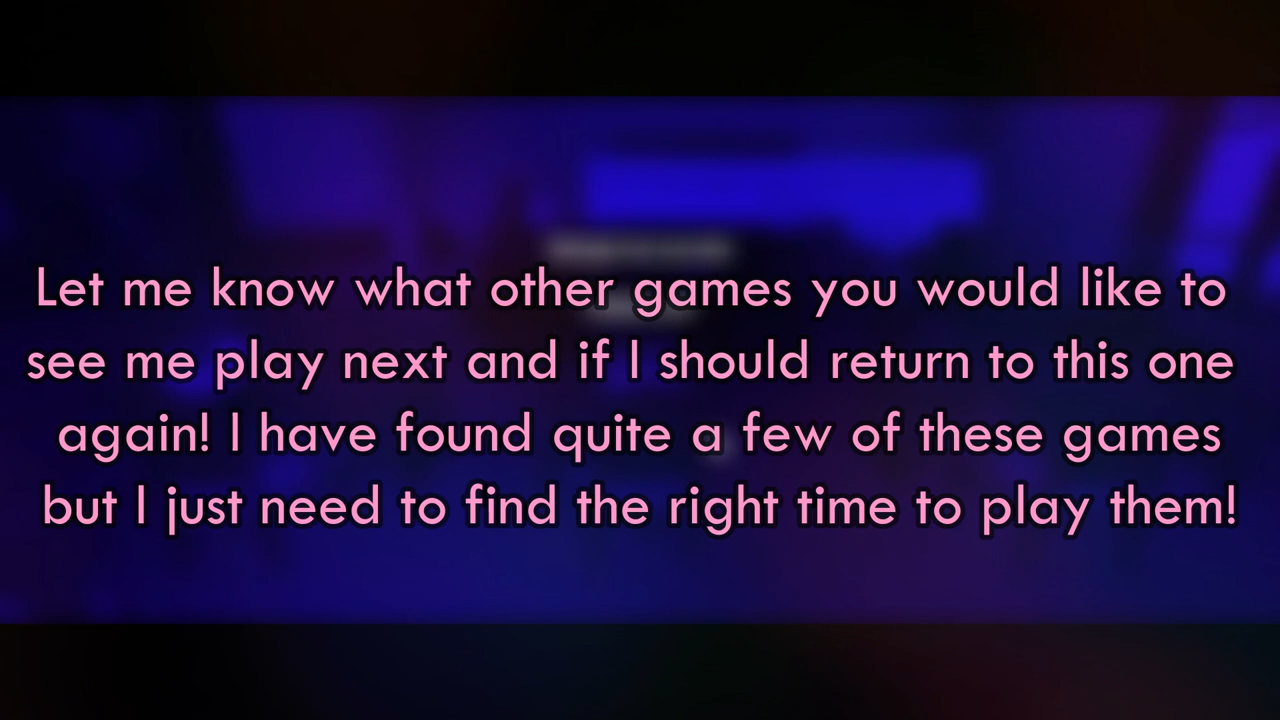 Let me know what other games you would like to
see me play next and if I should return to this one
again! I have found quite a few of these games
but I just need to find the right time to play them!